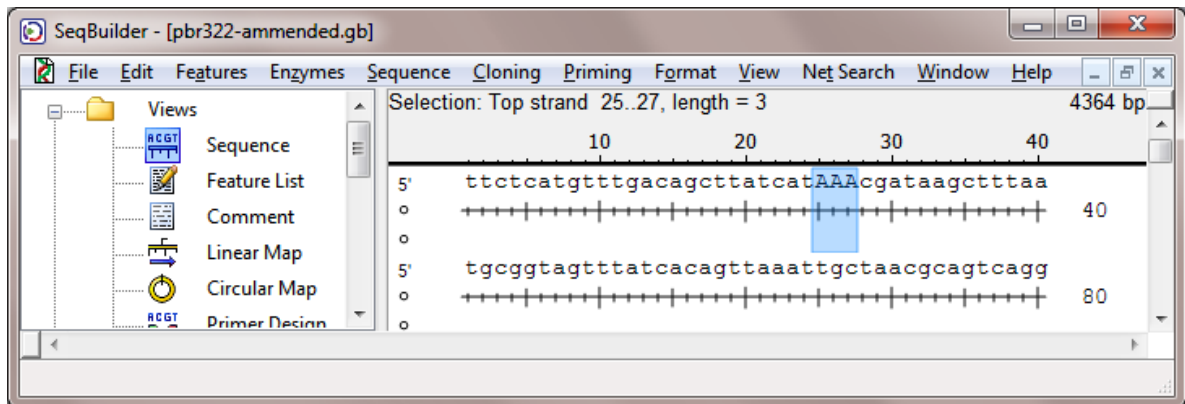 SeqBuilder - [pbr322-ammended.gb]
File Edit Features Enzymes Sequence Cloning Priming Format View Net Search Window Help
Views
ACGT Sequence
Feature List
Comment
Linear Map
Circular Map
ACGT Primer Design
Selection: Top strand 25..27, length = 3 4364 bp
10 20 30 40
5' ttctcatgtttgacagcttatcatAAAcgataagctttaa
40
5' tgcggtagtttatcacagttaaattgctaacgcagtcagg
80